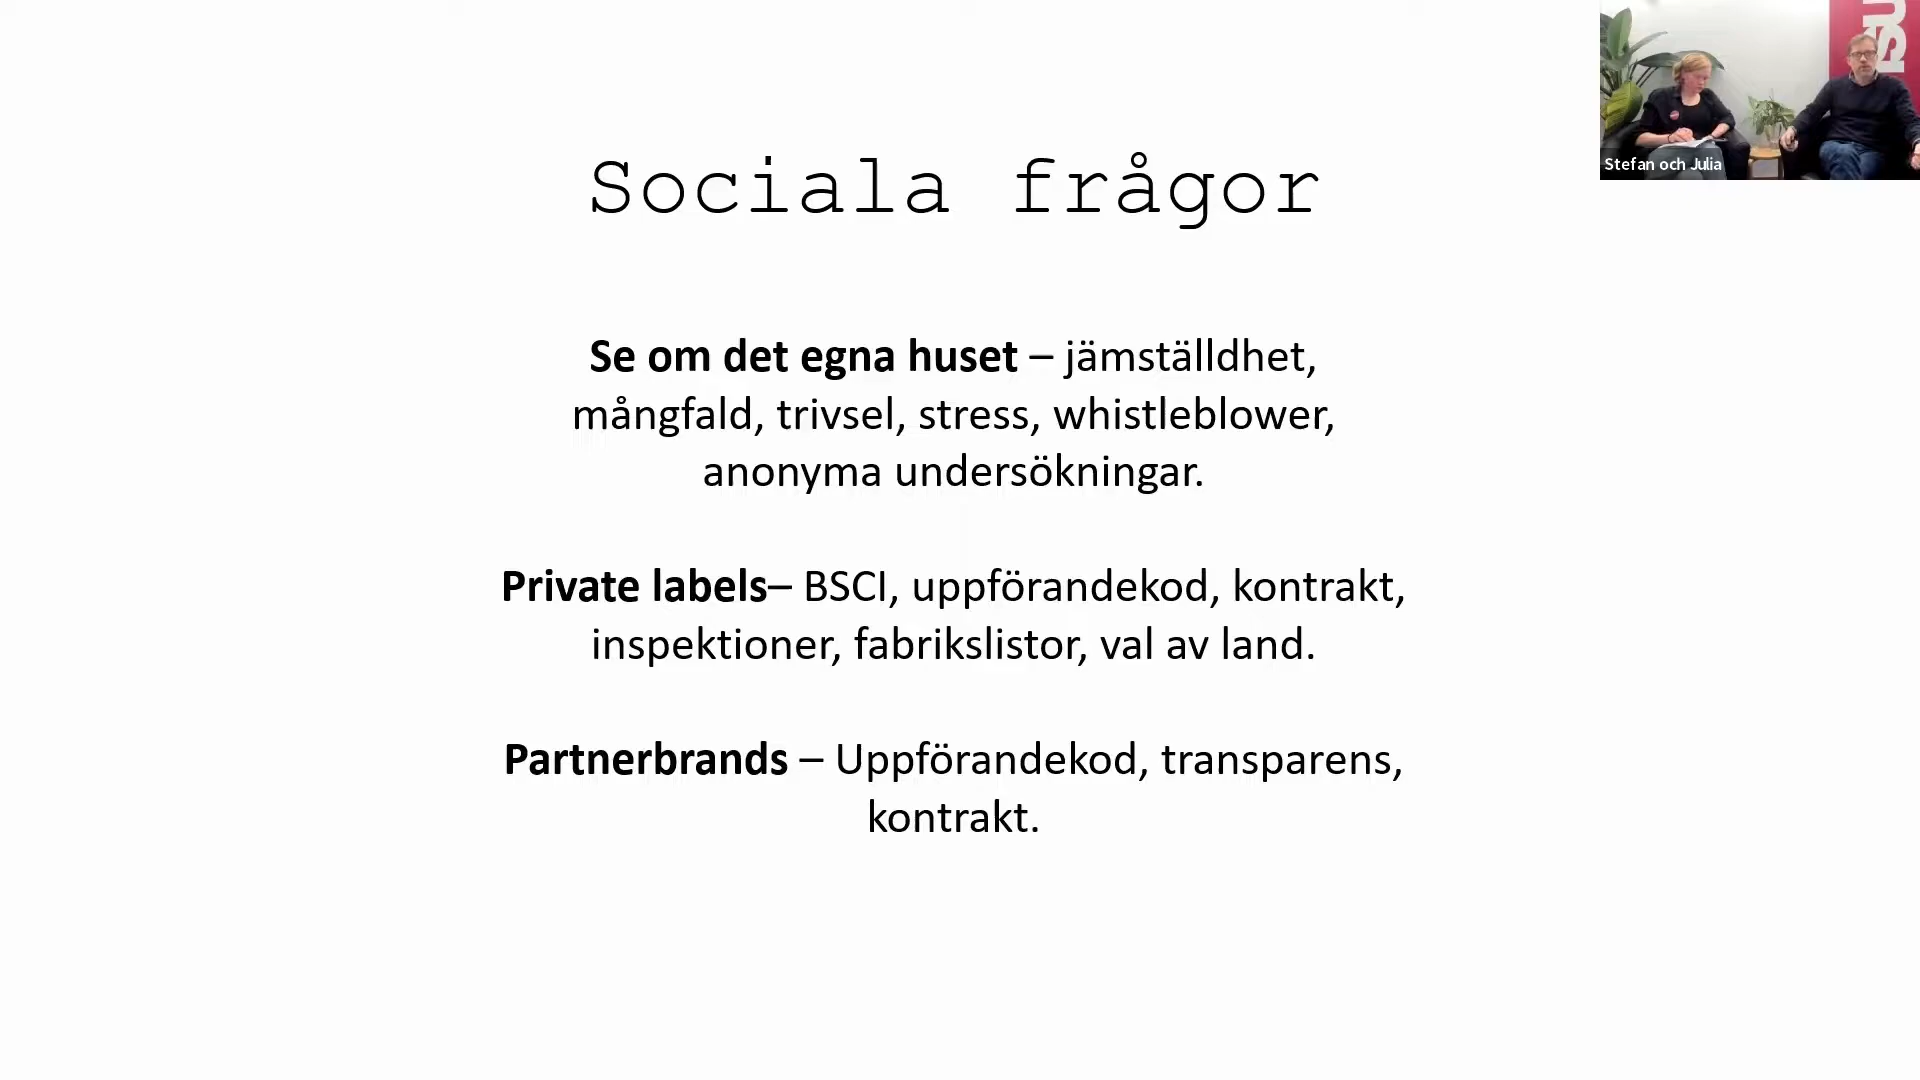 Sociala frågor
Se om det egna huset – jämställdhet,
mångfald, trivsel, stress, whistleblower,
anonyma undersökningar.
Private labels– BSCI, uppförandekod, kontrakt,
inspektioner, fabrikslistor, val av land.
Partnerbrands – Uppförandekod, transparens,
kontrakt.
Stefan och Julia